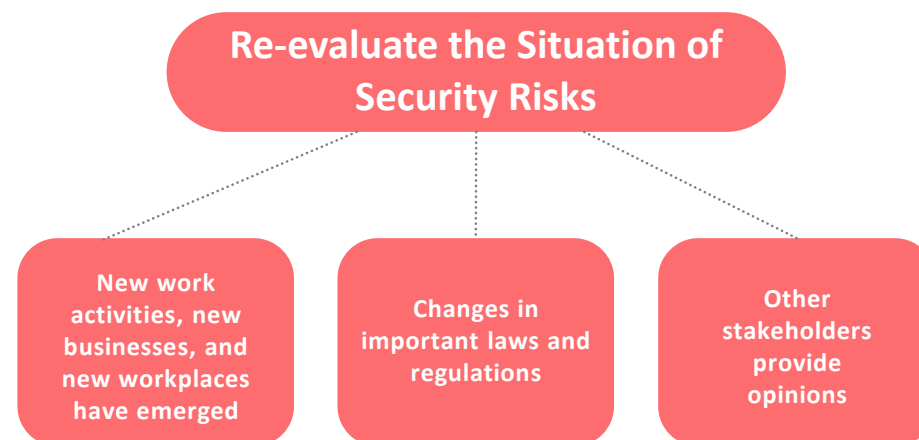 Re-evaluate the Situation of
Security Risks
New work
activities, new
businesses, and
new workplaces
have emerged
Changes in
important laws and
regulations
Other
stakeholders
provide
opinions